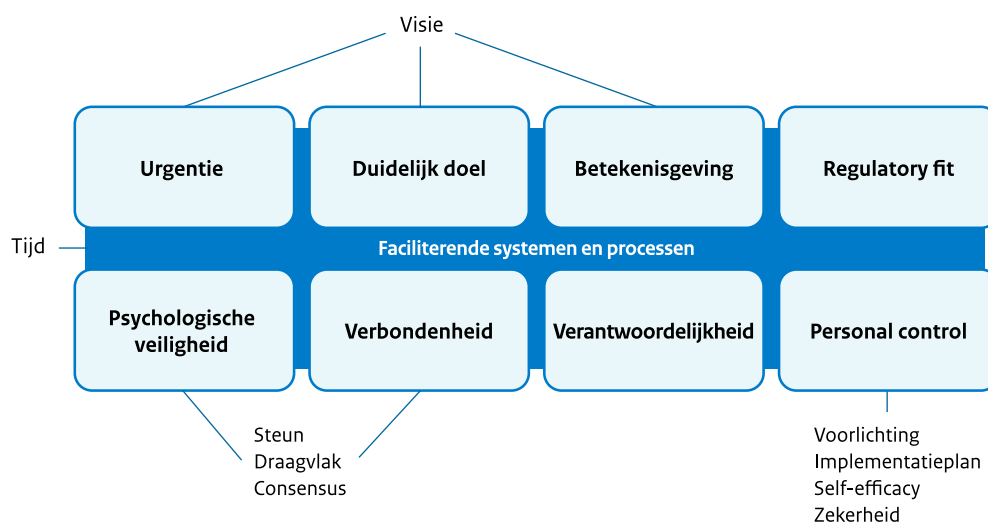 Visie
Urgentie
Duidelijk doel
Betekenisgeving
Regulatory fit
Tijd
Faciliterende systemen en processen
Psychologische
veiligheid
Verbondenheid
Verantwoordelijkheid
Personal control
Steun
Draagvlak
Consensus
Voorlichting
Implementatieplan
Self-efficacy
Zekerheid